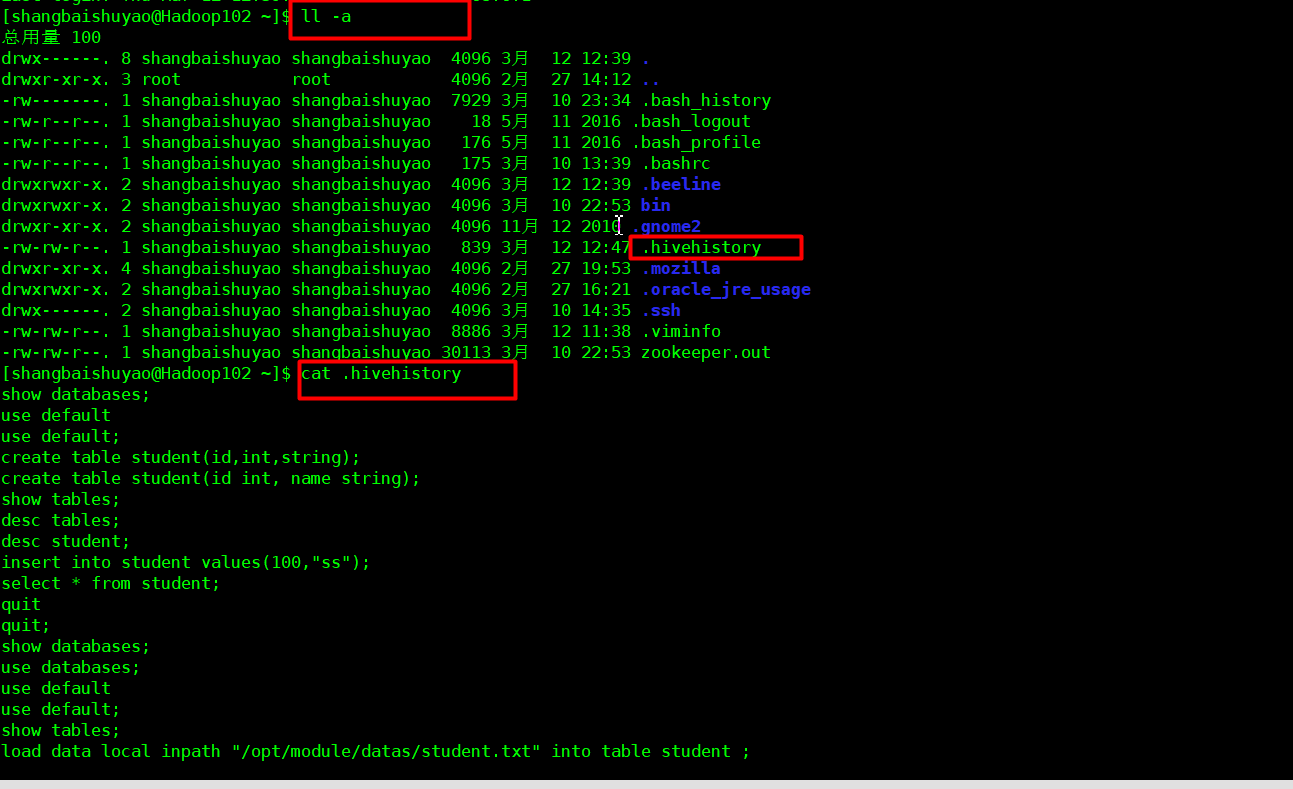 [shangbaishuyao@Hadoop102 ~]$ ll -a
总用量 100
drwx------. 8 shangbaishuyao shangbaishuyao  4096 3月  12 12:39 .
drwxr-xr-x. 3 root           root            4096 2月  27 14:12 ..
-rw-------. 1 shangbaishuyao shangbaishuyao  7929 3月  10 23:34 .bash_history
-rw-r--r--. 1 shangbaishuyao shangbaishuyao    18 5月  11 2016 .bash_logout
-rw-r--r--. 1 shangbaishuyao shangbaishuyao   176 5月  11 2016 .bash_profile
-rw-r--r--. 1 shangbaishuyao shangbaishuyao   175 3月  10 13:39 .bashrc
drwxrwxr-x. 2 shangbaishuyao shangbaishuyao  4096 3月  12 12:39 .beeline
drwxrwxr-x. 2 shangbaishuyao shangbaishuyao  4096 3月  10 22:53 bin
drwxr-xr-x. 2 shangbaishuyao shangbaishuyao  4096 11月 12 2010 .gnome2
-rw-rw-r--. 1 shangbaishuyao shangbaishuyao   839 3月  12 12:47 .hivehistory
drwxr-xr-x. 4 shangbaishuyao shangbaishuyao  4096 2月  27 19:53 .mozilla
drwxrwxr-x. 2 shangbaishuyao shangbaishuyao  4096 2月  27 16:21 .oracle_jre_usage
drwx------. 2 shangbaishuyao shangbaishuyao  4096 3月  10 14:35 .ssh
-rw-rw-r--. 1 shangbaishuyao shangbaishuyao  8886 3月  12 11:38 .viminfo
-rw-rw-r--. 1 shangbaishuyao shangbaishuyao 30113 3月  10 22:53 zookeeper.out
[shangbaishuyao@Hadoop102 ~]$ cat .hivehistory
show databases;
use default
use default;
create table student(id,int,string);
create table student(id int, name string);
show tables;
desc tables;
desc student;
insert into student values(100,"ss");
select * from student;
quit
quit;
show databases;
use databases;
use default
use default;
show tables;
load data local inpath "/opt/module/datas/student.txt" into table student ;